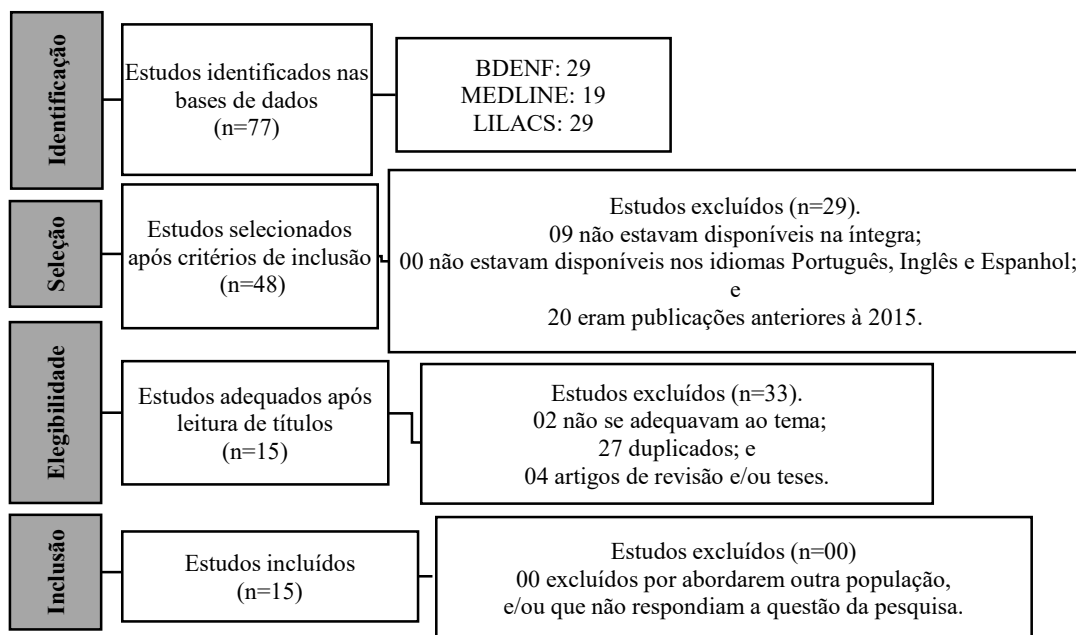 Identificação
Estudos identificados nas
bases de dados
(n=77)
BDENF: 29
MEDLINE: 19
LILACS: 29
Seleção
Estudos selecionados
após critérios de inclusão
(n=48)
Estudos excluídos (n=29).
09 não estavam disponíveis na íntegra;
00 não estavam disponíveis nos idiomas Português, Inglês e Espanhol;
e
20 eram publicações anteriores à 2015.
Elegibilidade
Estudos adequados após
leitura de títulos
(n=15)
Estudos excluídos (n=33).
02 não se adequavam ao tema;
27 duplicados; e
04 artigos de revisão e/ou teses.
Inclusão
Estudos incluídos
(n=15)
Estudos excluídos (n=00)
00 excluídos por abordarem outra população,
e/ou que não respondiam a questão da pesquisa.